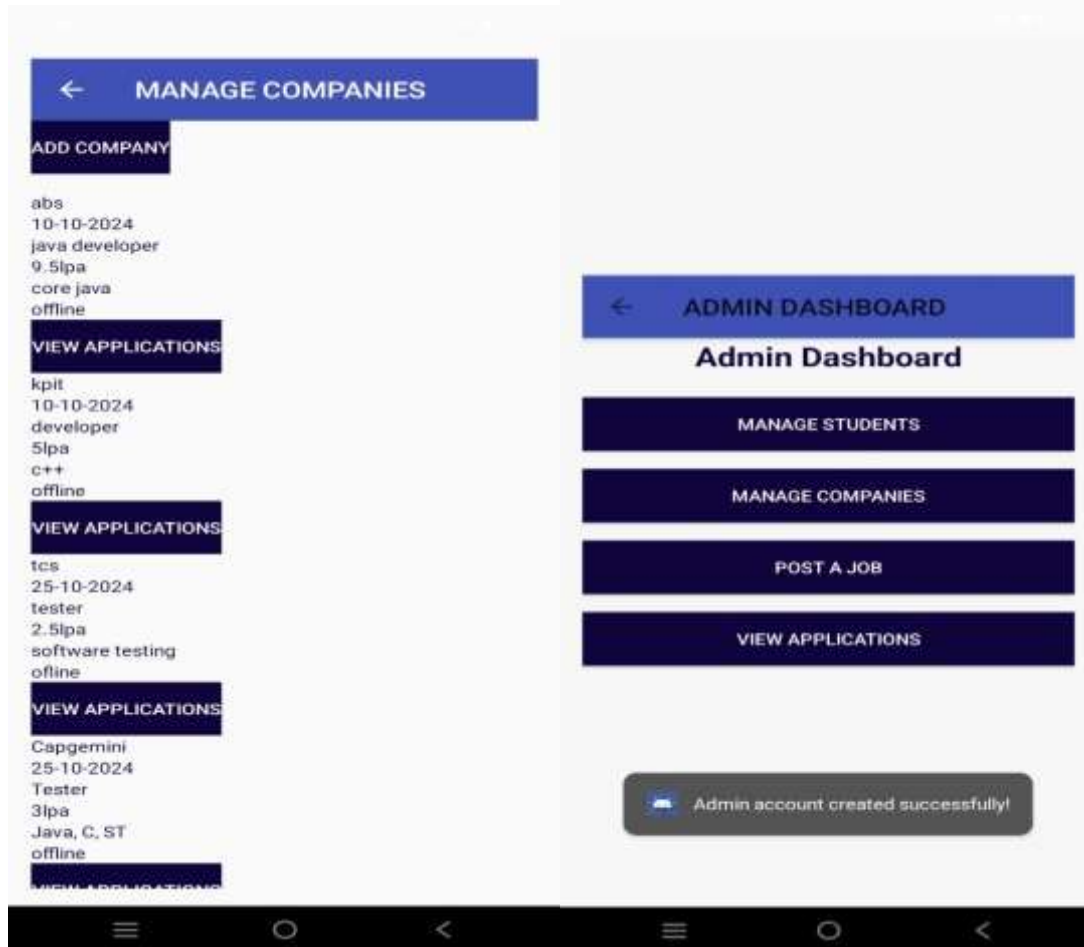 MANAGE COMPANIES
ADD COMPANY
abs
10-10-2024
java developer
9.5lpa
core java
offline
VIEW APPLICATIONS
kpit
10-10-2024
developer
5lpa
c++
offline
VIEW APPLICATIONS
tcs
25-10-2024
tester
2.5lpa
software testing
ofline
VIEW APPLICATIONS
Capgemini
25-10-2024
Tester
3lpa
Java, C, ST
offline
VIEW APPLICATIONS
ADMIN DASHBOARD
Admin Dashboard
MANAGE STUDENTS
MANAGE COMPANIES
POST A JOB
VIEW APPLICATIONS
Admin account created successfully!